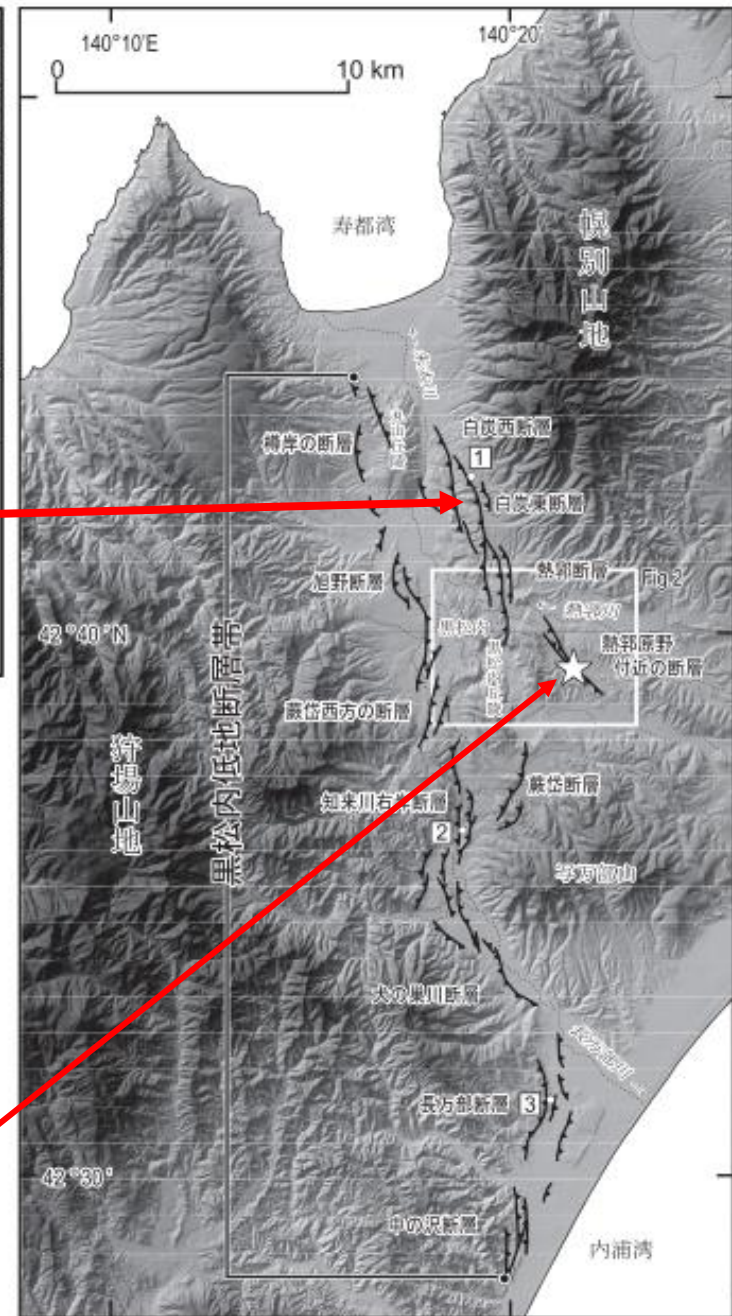 140°10'E
140°20'
0
10 km
寿都湾
幌別山地
白炭西断層
1
樽岸の断層
白炭東断層
熱郛断層
Fig 2
旭野断層
42°40'N
黒松内
熱郛原野
付近の断層
黒松内低地断層帯
蕨岱西方の断層
狩場山地
蕨岱断層
知来川右岸断層
2
写万部山
犬の巣川断層
長万部断層
3
42°30'
中の沢断層
内浦湾